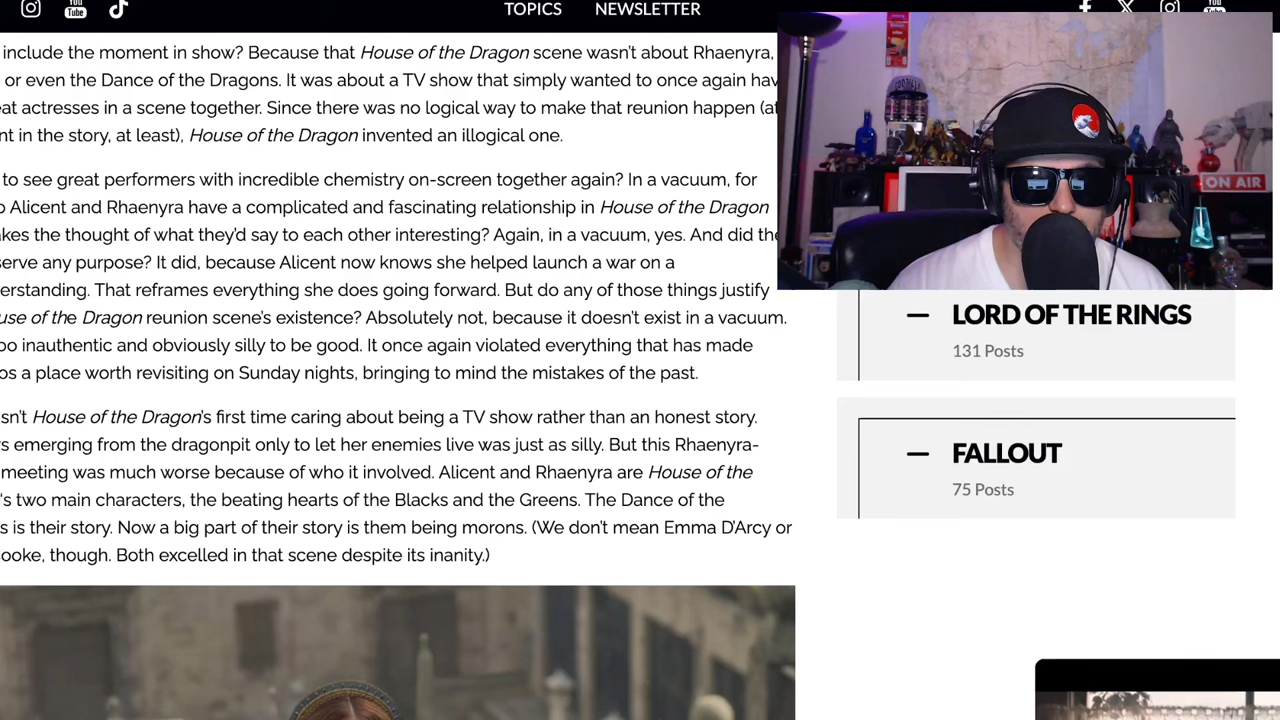 TOPICS NEWSLETTER
include the moment in show? Because that House of the Dragon scene wasn't about Rhaenyra,
or even the Dance of the Dragons. It was about a TV show that simply wanted to once again hav
eat actresses in a scene together. Since there was no logical way to make that reunion happen (at
nt in the story, at least), House of the Dragon invented an illogical one.
to see great performers with incredible chemistry on-screen together again? In a vacuum, for
o Alicent and Rhaenyra have a complicated and fascinating relationship in House of the Dragon
akes the thought of what they'd say to each other interesting? Again, in a vacuum, yes. And did the
serve any purpose? It did, because Alicent now knows she helped launch a war on a
erstanding. That reframes everything she does going forward. But do any of those things justify
use of the Dragon reunion scene's existence? Absolutely not, because it doesn't exist in a vacuum.
oo inauthentic and obviously silly to be good. It once again violated everything that has made
os a place worth revisiting on Sunday nights, bringing to mind the mistakes of the past.
sn't House of the Dragon's first time caring about being a TV show rather than an honest story.
s emerging from the dragonpit only to let her enemies live was just as silly. But this Rhaenyra-
meeting was much worse because of who it involved. Alicent and Rhaenyra are House of the
's two main characters, the beating hearts of the Blacks and the Greens. The Dance of the
s is their story. Now a big part of their story is them being morons. (We don't mean Emma D'Arcy or
ooke, though. Both excelled in that scene despite its inanity.)
ON AIR
LORD OF THE RINGS
131 Posts
FALLOUT
75 Posts